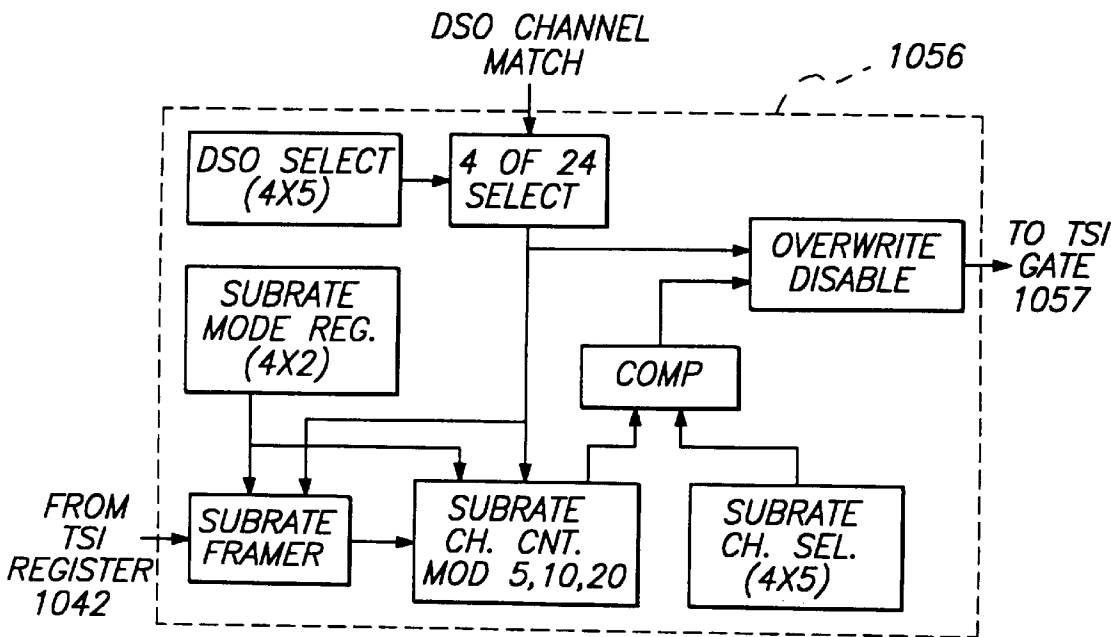 DSO CHANNEL
MATCH
1056
DSO SELECT
(4X5)
4 OF 24
SELECT
OVERWRITE
DISABLE
TO TSI
GATE
1057
SUBRATE
MODE REG.
(4X2)
COMP
FROM
TSI
REGISTER
1042
SUBRATE
FRAMER
SUBRATE
CH. CNT.
MOD 5,10,20
SUBRATE
CH. SEL.
(4X5)